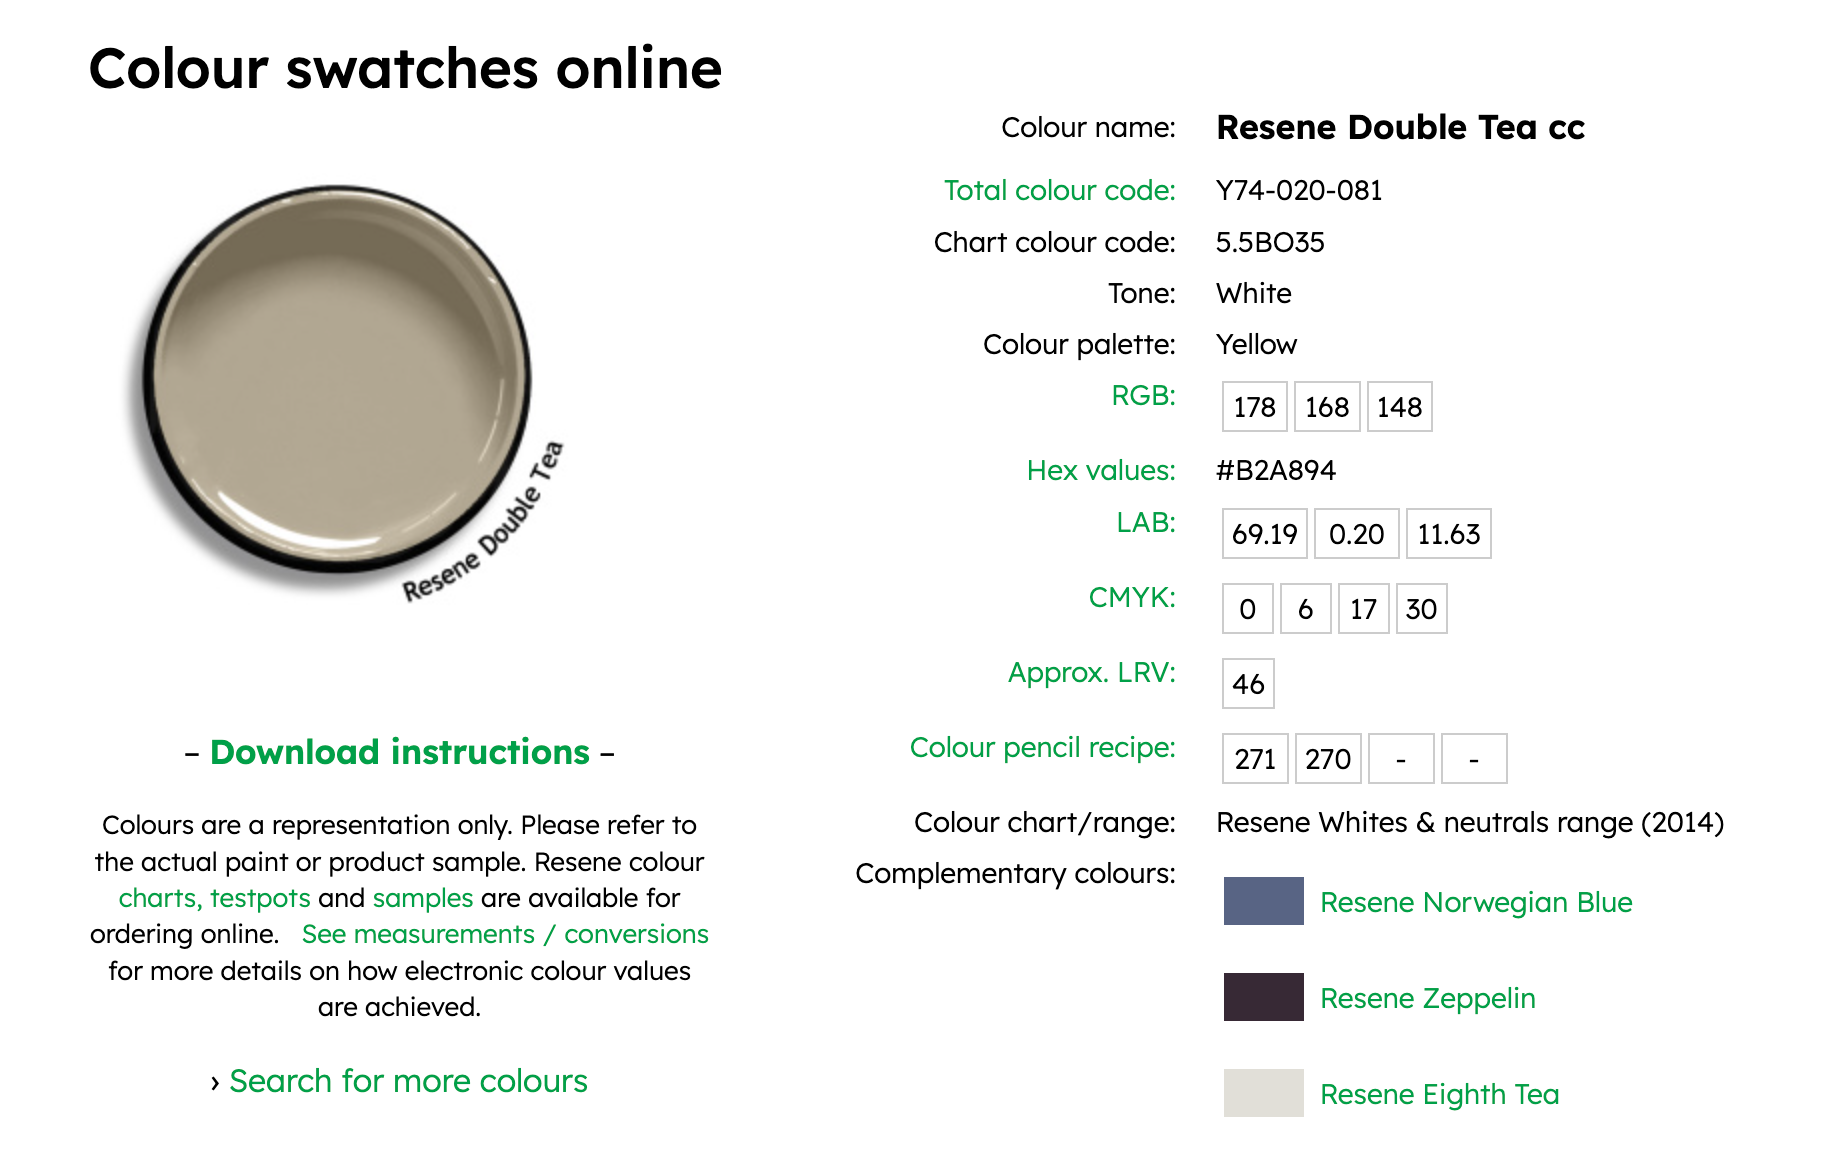 Colour swatches online
Resene Double Tea
– Download instructions –
Colours are a representation only. Please refer to
the actual paint or product sample. Resene colour
charts, testpots and samples are available for
ordering online. See measurements / conversions
for more details on how electronic colour values
are achieved.
› Search for more colours
Colour name: Resene Double Tea cc
Total colour code: Y74-020-081
Chart colour code: 5.5BO35
Tone: White
Colour palette: Yellow
RGB: 178 168 148
Hex values: #B2A894
LAB: 69.19 0.20 11.63
CMYK: 0 6 17 30
Approx. LRV: 46
Colour pencil recipe: 271 270 - -
Colour chart/range: Resene Whites & neutrals range (2014)
Complementary colours:
Resene Norwegian Blue
Resene Zeppelin
Resene Eighth Tea